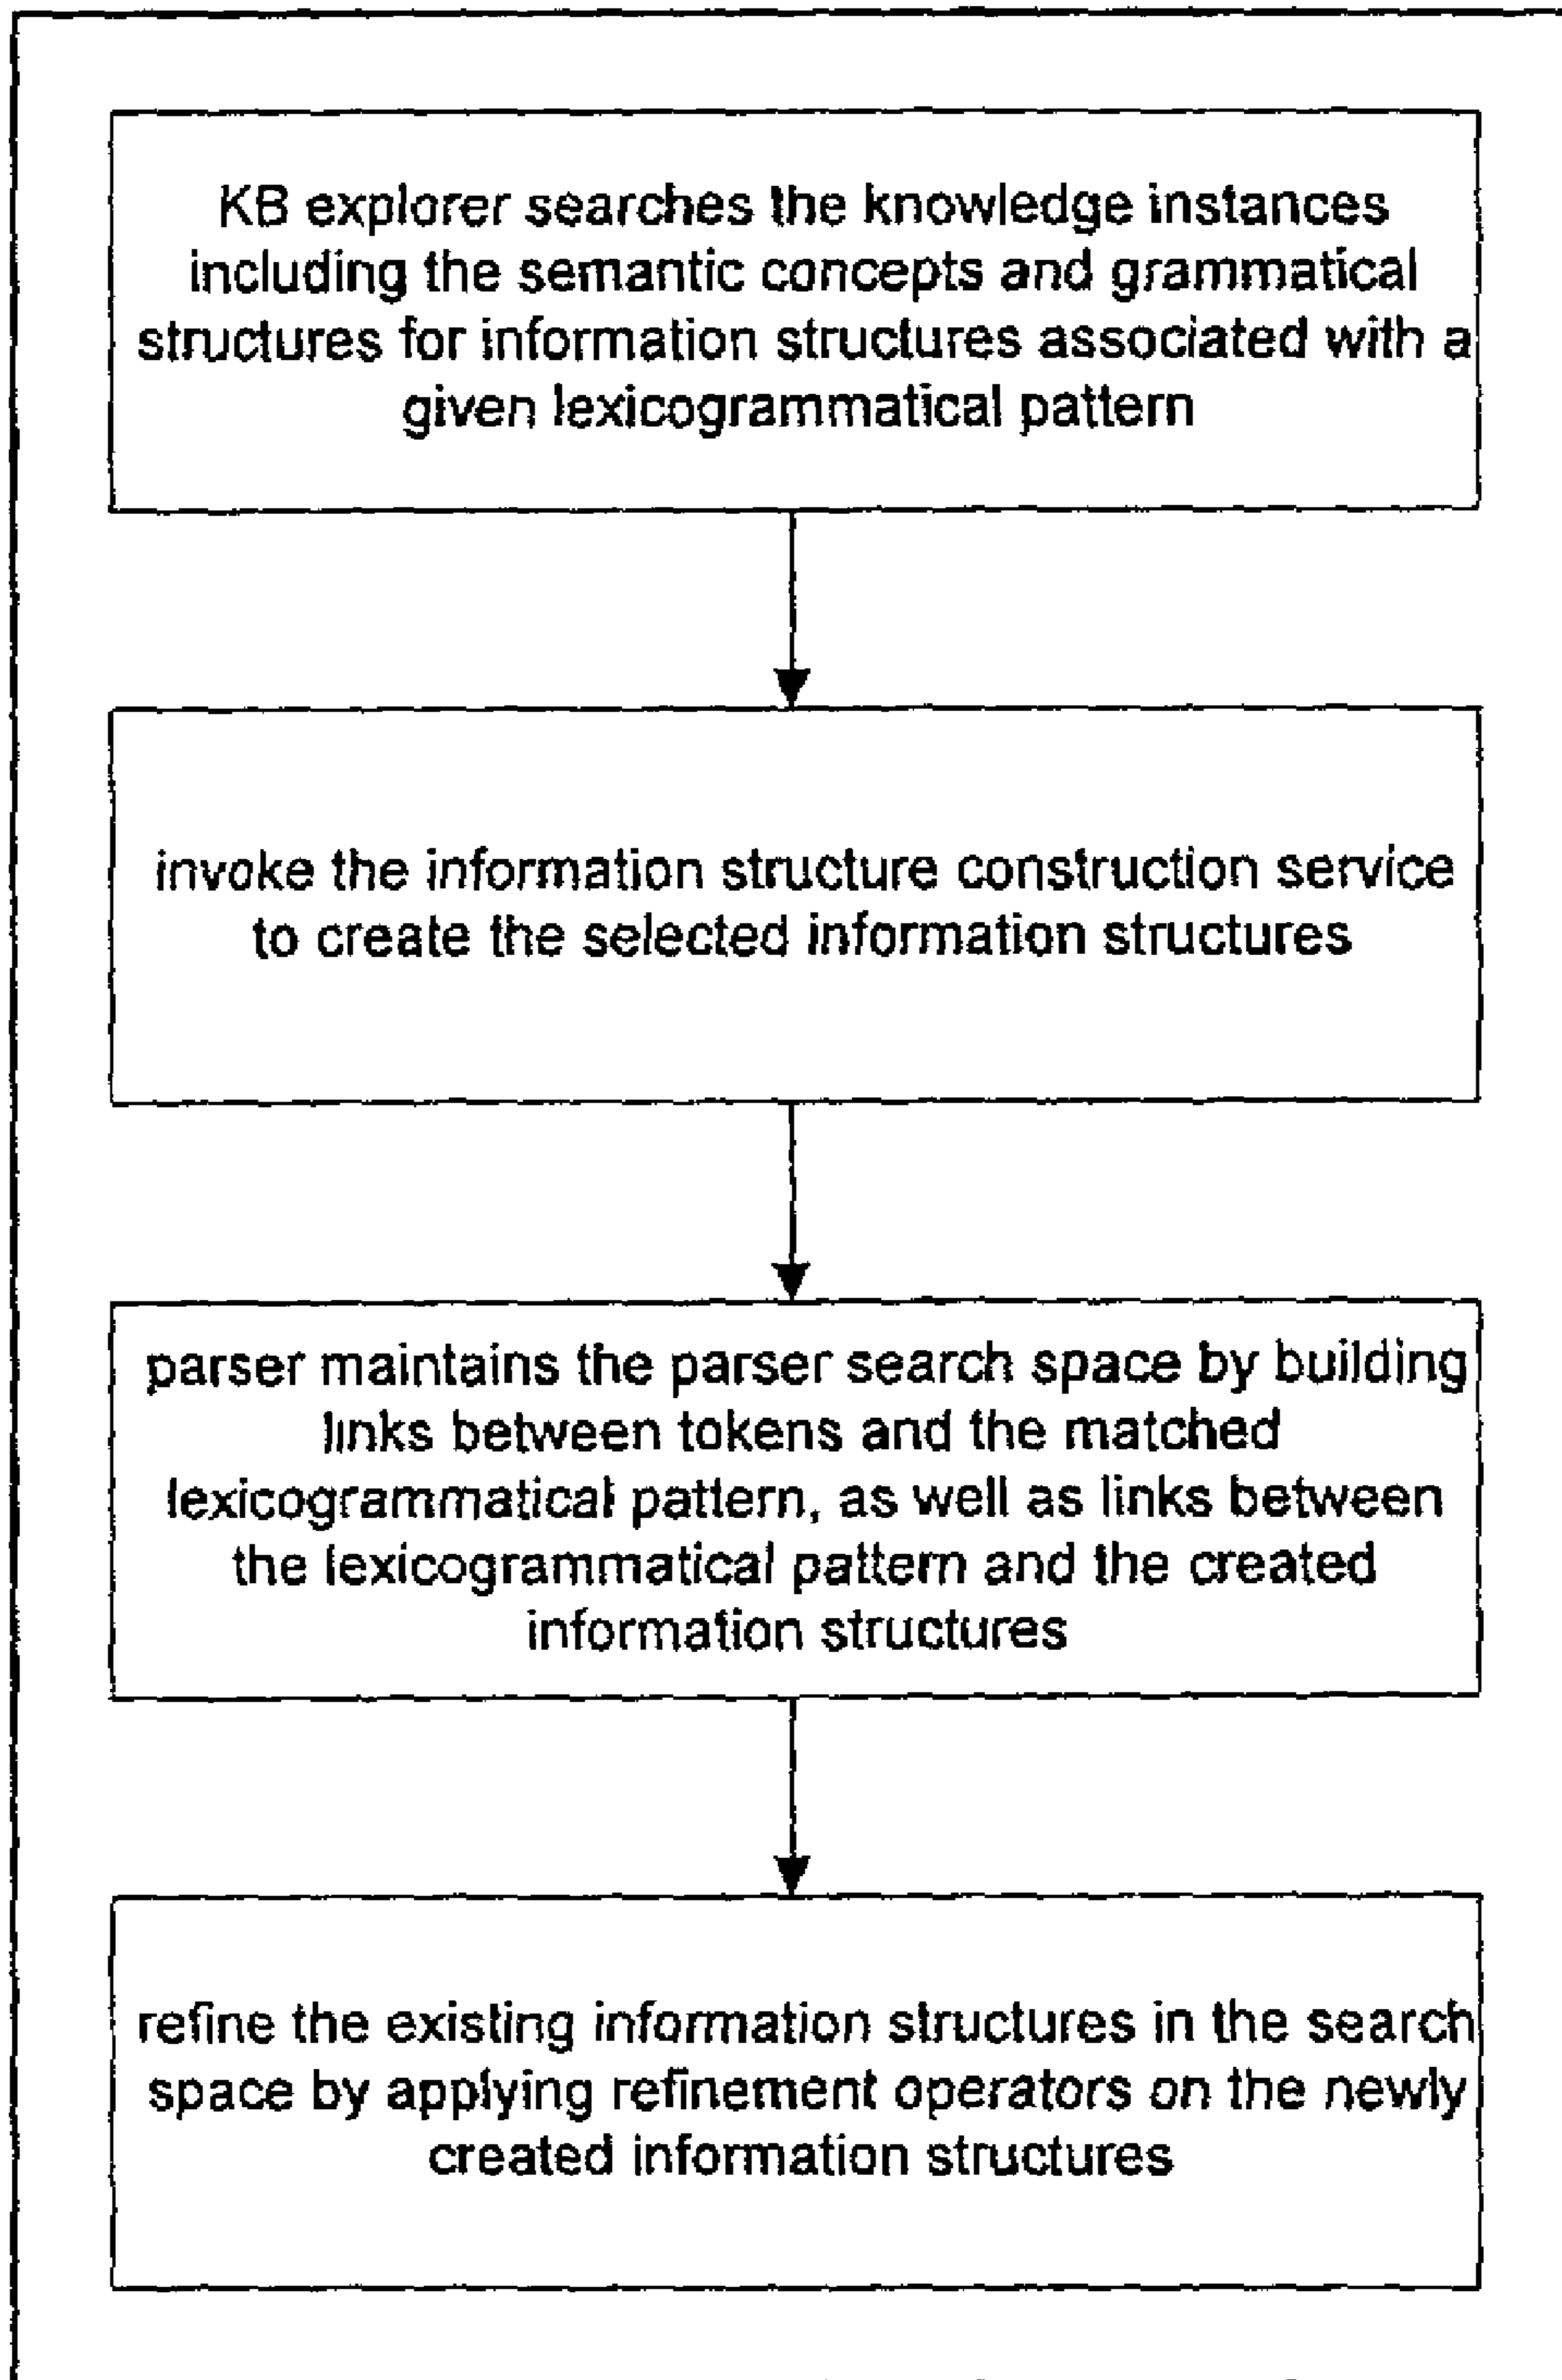 KB explorer searches the knowledge instances
including the semantic concepts and grammatical
structures for information structures associated with a
given lexicogrammatical pattern
invoke the information structure construction service
to create the selected information structures
parser maintains the parser search space by building
links between tokens and the matched
lexicogrammatical pattern, as well as links between
the lexicogrammatical pattern and the created
information structures
refine the existing information structures in the search
space by applying refinement operators on the newly
created information structures